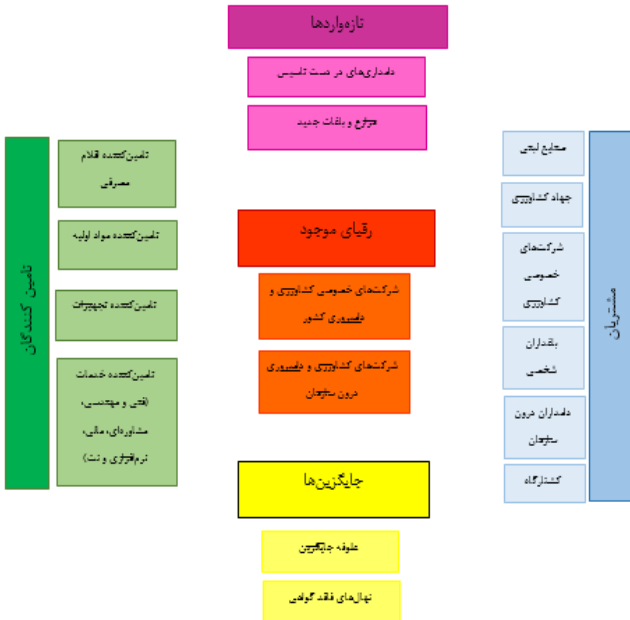 تازه‌واردها
دامداری‌های در دست تاسیس
مزارع و باغات جدید
تامین کنندگان
تامین‌کننده اقلام
مصرفی
تامین‌کننده مواد اولیه
تامین‌کننده تجهیزات
تامین‌کننده خدمات
(فنی و مهندسی،
مشاوره‌ای، مالی،
نرم‌افزاری و نت)
رقبای موجود
شرکت‌های خصوصی کشاورزی و
دامپروری کشور
شرکت‌های کشاورزی و دامپروری
درون سازمان
مشتریان
صنایع لبنی
جهاد کشاورزی
شرکت‌های
خصوصی
کشاورزی
باغداران
شخصی
دامداران درون
سازمان
کشتارگاه
جایگزین‌ها
علوفه جایگزین
نهال‌های فاقد گواهی